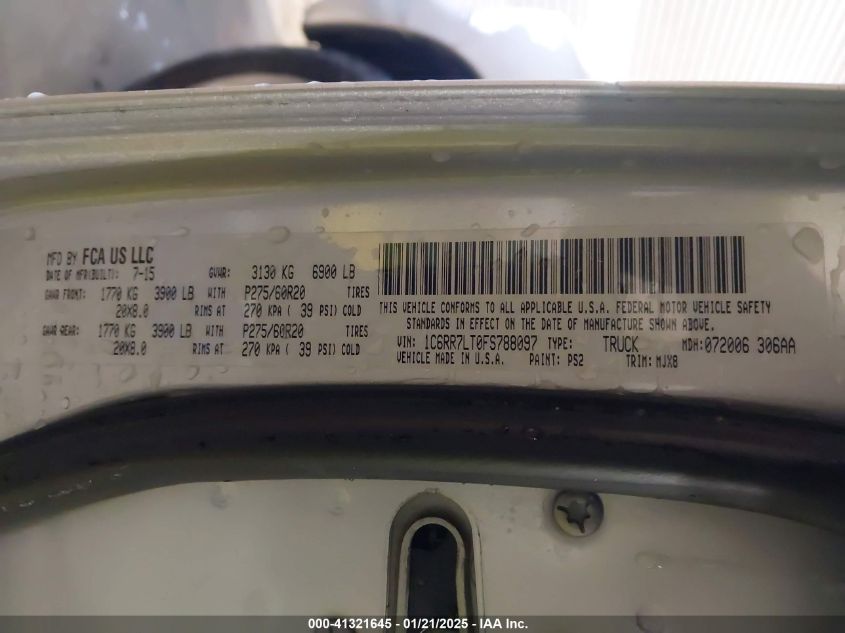 MFD BY FCA US LLC
DATE OF MFR(BUILT): 7-15 GVWR: 3130 KG 6900 LB
GAWR FRONT: 1770 KG 3900 LB WITH P275/60R20 TIRES
20X8.0 RIMS AT 270 KPA ( 39 PSI) COLD
GAWR REAR: 1770 KG 3900 LB WITH P275/60R20 TIRES
20X8.0 RIMS AT 270 KPA ( 39 PSI) COLD
THIS VEHICLE CONFORMS TO ALL APPLICABLE U.S.A. FEDERAL MOTOR VEHICLE SAFETY
STANDARDS IN EFFECT ON THE DATE OF MANUFACTURE SHOWN ABOVE.
VIN: 1C6RR7LT0FS788097 TYPE: TRUCK MDH: 072006 306AA
VEHICLE MADE IN U.S.A. PAINT: PS2 TRIM: MJX8
000-41321645 - 01/21/2025 - IAA Inc.